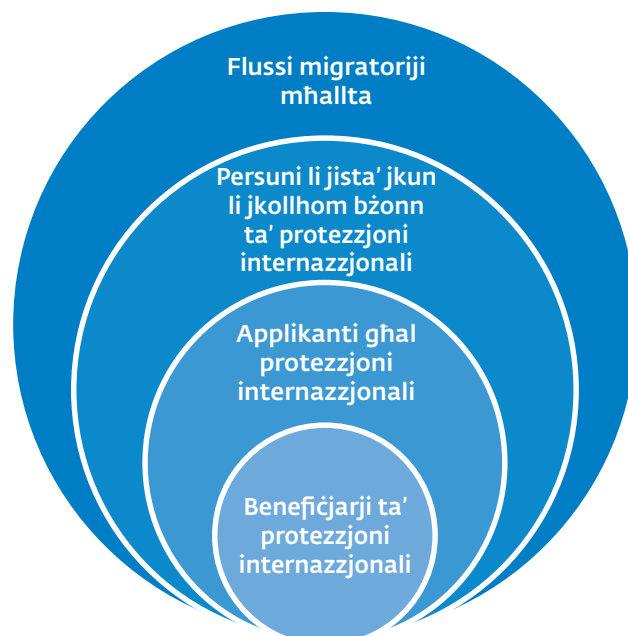 Flussi migratoriji
mħallta
Persuni li jista’ jkun
li jkollhom bżonn
ta’ protezzjoni
internazzjonali
Applikanti għal
protezzjoni
internazzjonali
Benefiċjarji ta’
protezzjoni
internazzjonali